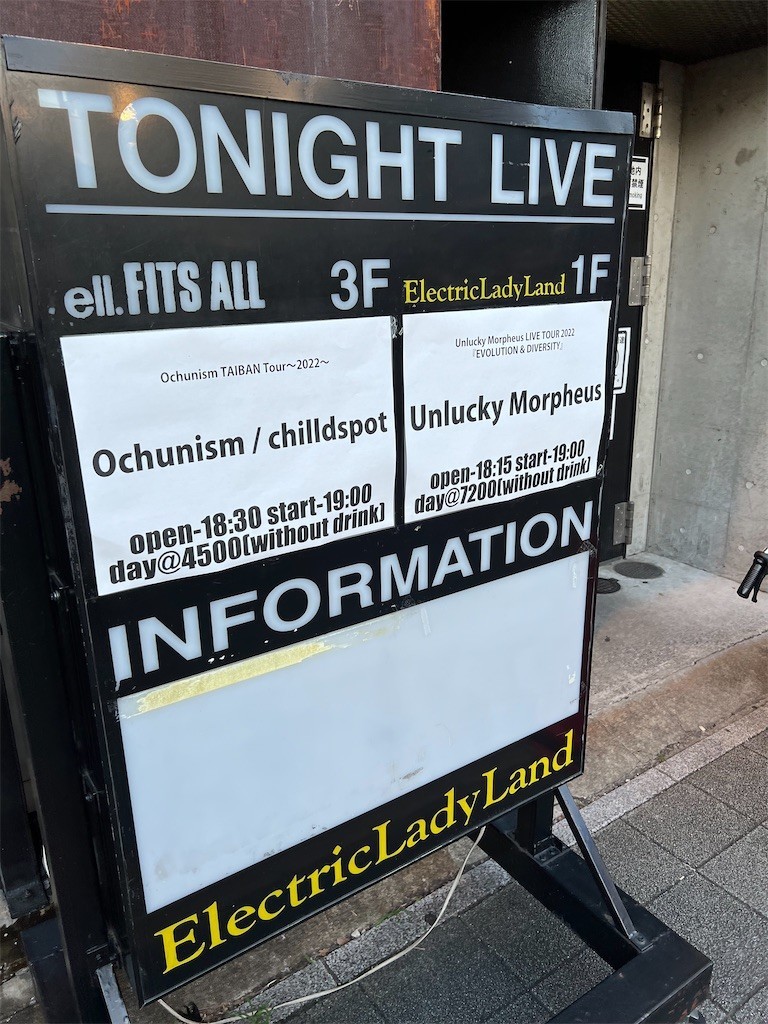 TONIGHT LIVE
ell.FITS ALL 3F
ElectricLadyLand 1F
Ochunism TAIBAN Tour～2022～
Ochunism / chilldspot
open-18:30 start-19:00
day@4500(without drink)
Unlucky Morpheus LIVE TOUR 2022
『EVOLUTION & DIVERSITY』
Unlucky Morpheus
open-18:15 start-19:00
day@7200(without drink)
INFORMATION
ElectricLadyLand